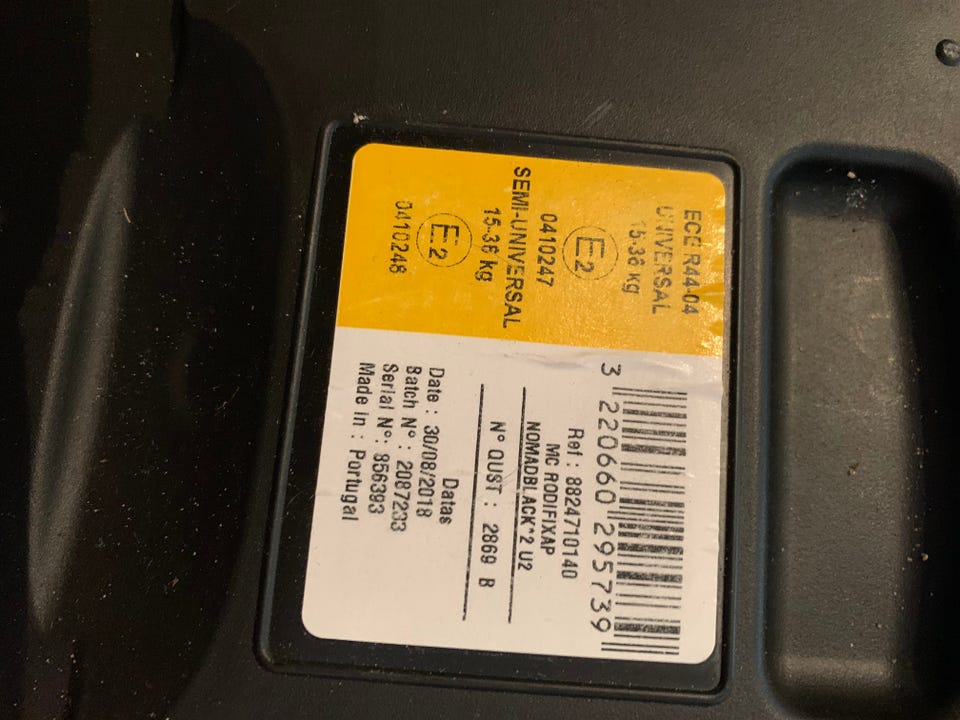 ECE R44-04
UNIVERSAL
15-36 kg
E2
0410247
SEMI-UNIVERSAL
15-36 kg
E2
0410248
3 220660 295739
Ref : 8824710140
MC RODIFIXAP
NOMADBLACK*2 U2
N° QUST : 2869 B
Datas
Date : 30/08/2018
Batch N° : 2087233
Serial N°: 856393
Made in : Portugal